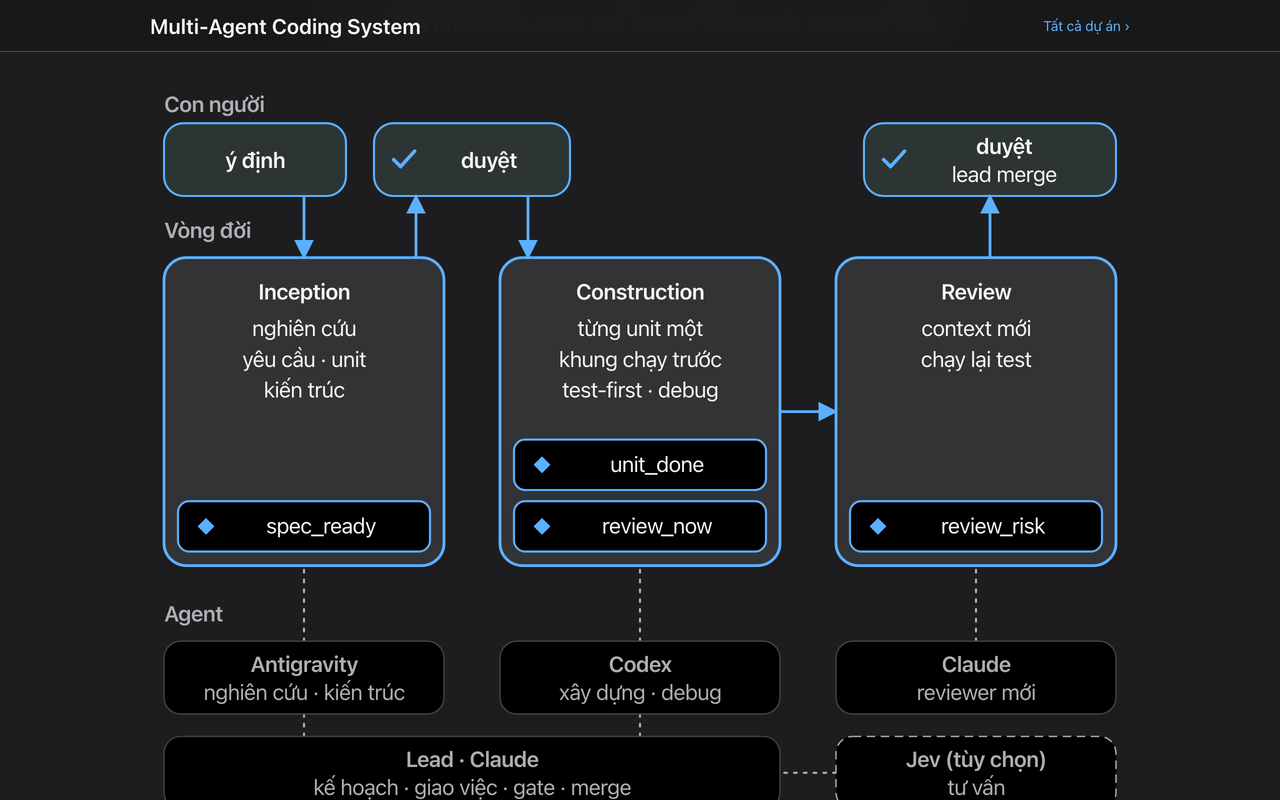 Multi-Agent Coding System
Tất cả dự án ›
Con người
ý định
duyệt
duyệt
lead merge
Vòng đời
Inception
nghiên cứu
yêu cầu · unit
kiến trúc
spec_ready
Construction
từng unit một
khung chạy trước
test-first · debug
unit_done
review_now
Review
context mới
chạy lại test
review_risk
Agent
Antigravity
nghiên cứu · kiến trúc
Codex
xây dựng · debug
Claude
reviewer mới
Lead · Claude
kế hoạch · giao việc · gate · merge
Jev (tùy chọn)
tư vấn